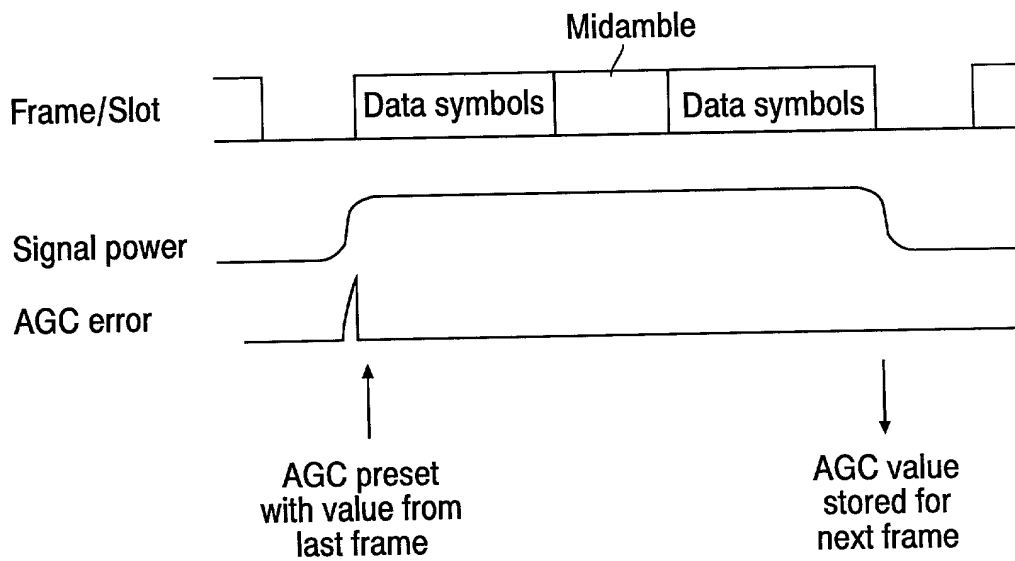 Midamble
Frame/Slot
Data symbols
Data symbols
Signal power
AGC error
AGC preset
with value from
last frame
AGC value
stored for
next frame